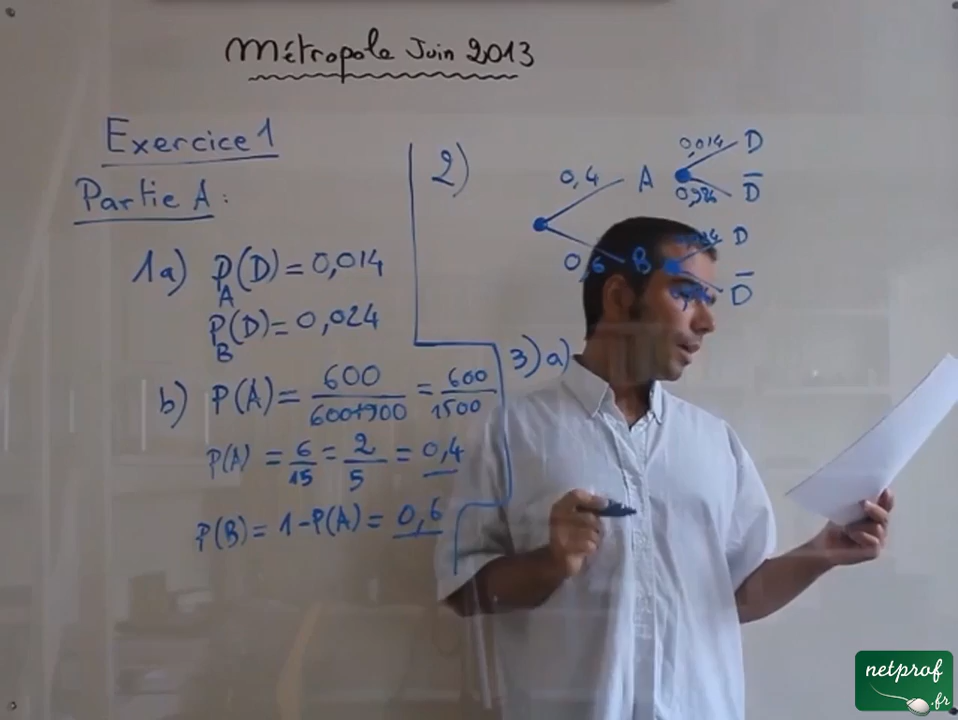 Métropole Juin 2013
Exercice 1
Partie A :
1a) P_A(D) = 0,014
P_B(D) = 0,024
b) P(A) = 600/(600+900) = 600/1500
P(A) = 6/15 = 2/5 = 0,4
P(B) = 1 - P(A) = 0,6
2)
0,4 A
0,014 D
0,986 D̅
0,6 B
D
D̅
3) a)
netprof
.fr